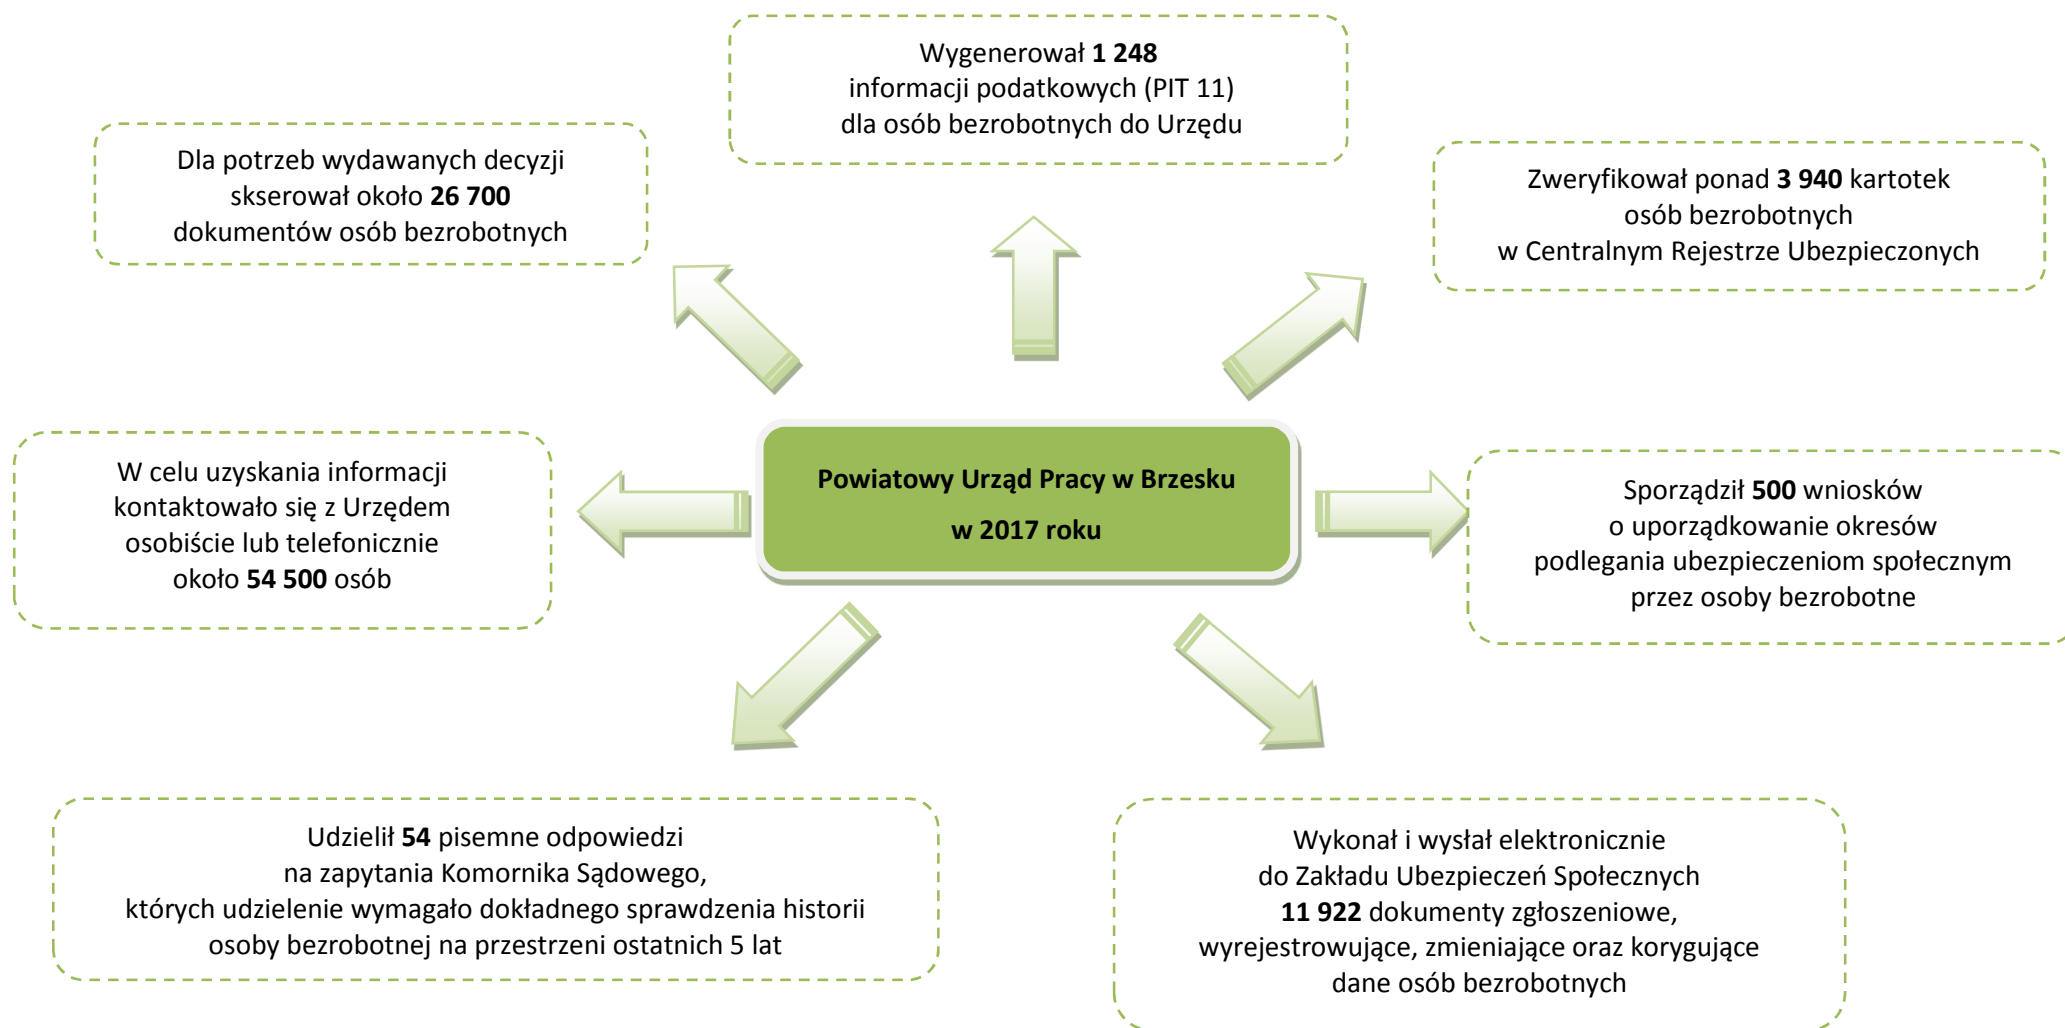 Wygenerował 1 248
informacji podatkowych (PIT 11)
dla osób bezrobotnych do Urzędu
Dla potrzeb wydawanych decyzji
skserował około 26 700
dokumentów osób bezrobotnych
Zweryfikował ponad 3 940 kartotek
osób bezrobotnych
w Centralnym Rejestrze Ubezpieczonych
W celu uzyskania informacji
kontaktowało się z Urzędem
osobiście lub telefonicznie
około 54 500 osób
Powiatowy Urząd Pracy w Brzesku
w 2017 roku
Sporządził 500 wniosków
o uporządkowanie okresów
podlegania ubezpieczeniom społecznym
przez osoby bezrobotne
Udzielił 54 pisemne odpowiedzi
na zapytania Komornika Sądowego,
których udzielenie wymagało dokładnego sprawdzenia historii
osoby bezrobotnej na przestrzeni ostatnich 5 lat
Wykonał i wysłał elektronicznie
do Zakładu Ubezpieczeń Społecznych
11 922 dokumenty zgłoszeniowe,
wyrejestrowujące, zmieniające oraz korygujące
dane osób bezrobotnych